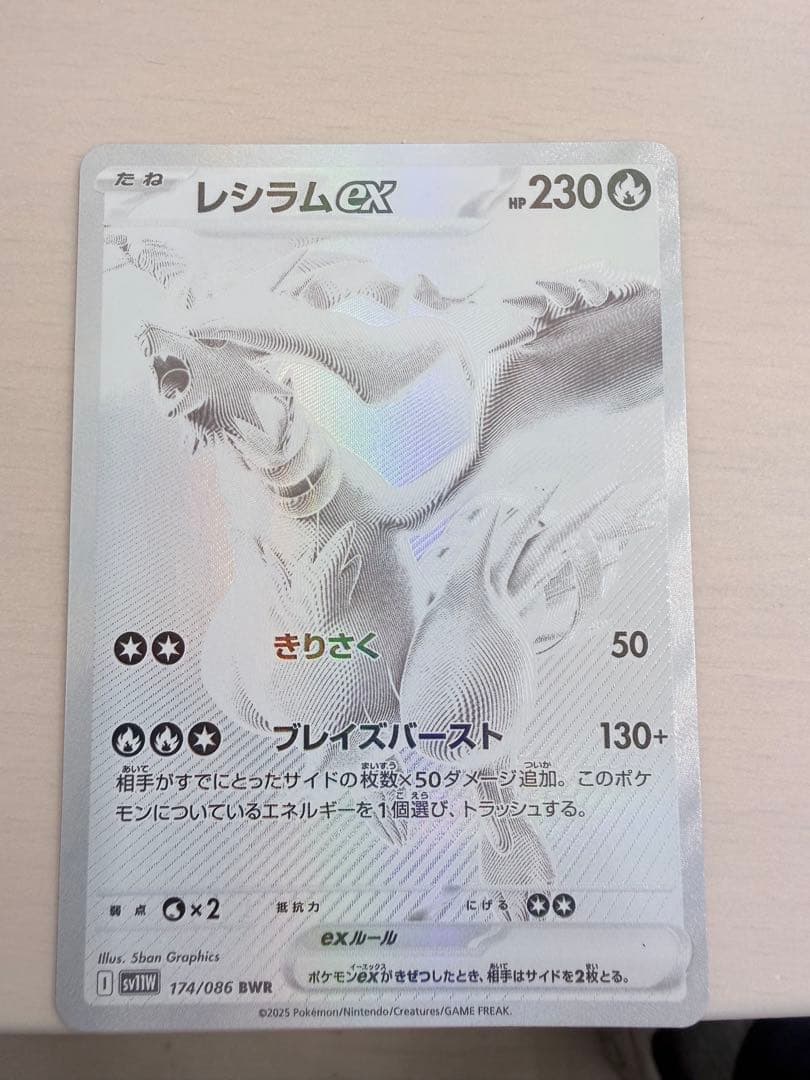 たね レシラムex HP230
きりさく 50
ブレイズバースト 130+
相手がすでにとったサイドの枚数×50ダメージ追加。このポケ
モンについているエネルギーを1個選び、トラッシュする。
弱点 ×2 抵抗力 にげる
exルール
ポケモンexがきぜつしたとき、相手はサイドを2枚とる。
Illus. 5ban Graphics
I sv11W 174/086 BWR
©2025 Pokémon/Nintendo/Creatures/GAME FREAK.